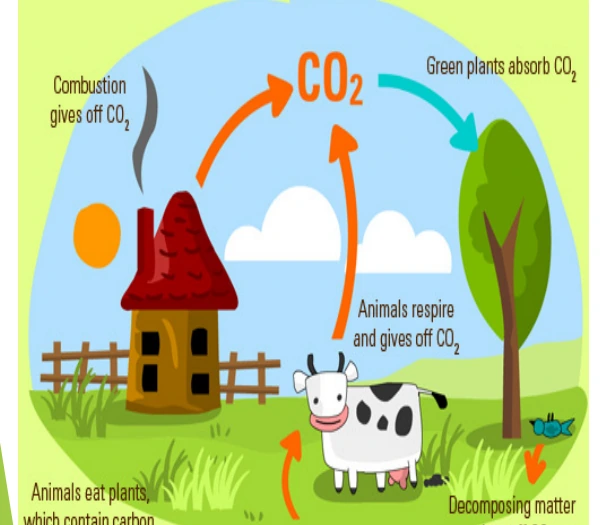 Combustion
gives off CO₂
CO₂
Green plants absorb CO₂
Animals respire
and gives off CO₂
Animals eat plants,
which contain carbon
Decomposing matter